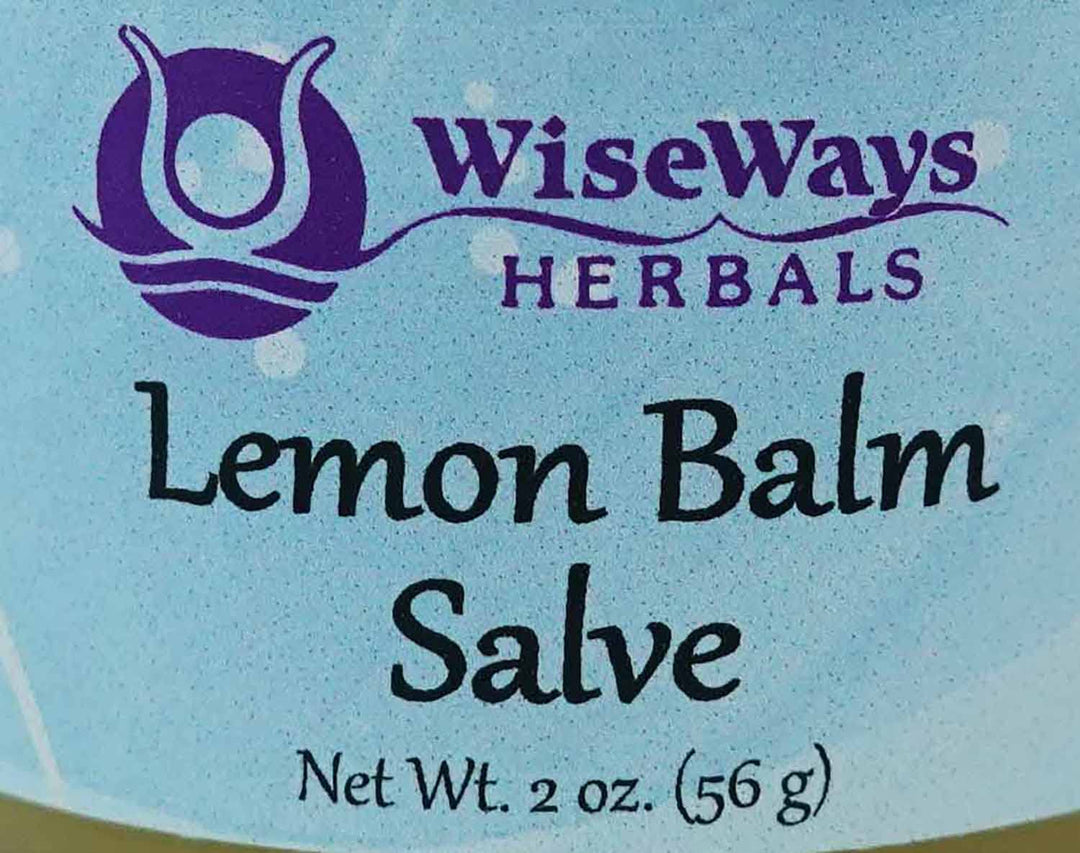 WiseWays
HERBALS
Lemon Balm
Salve
Net Wt. 2 oz. (56 g)